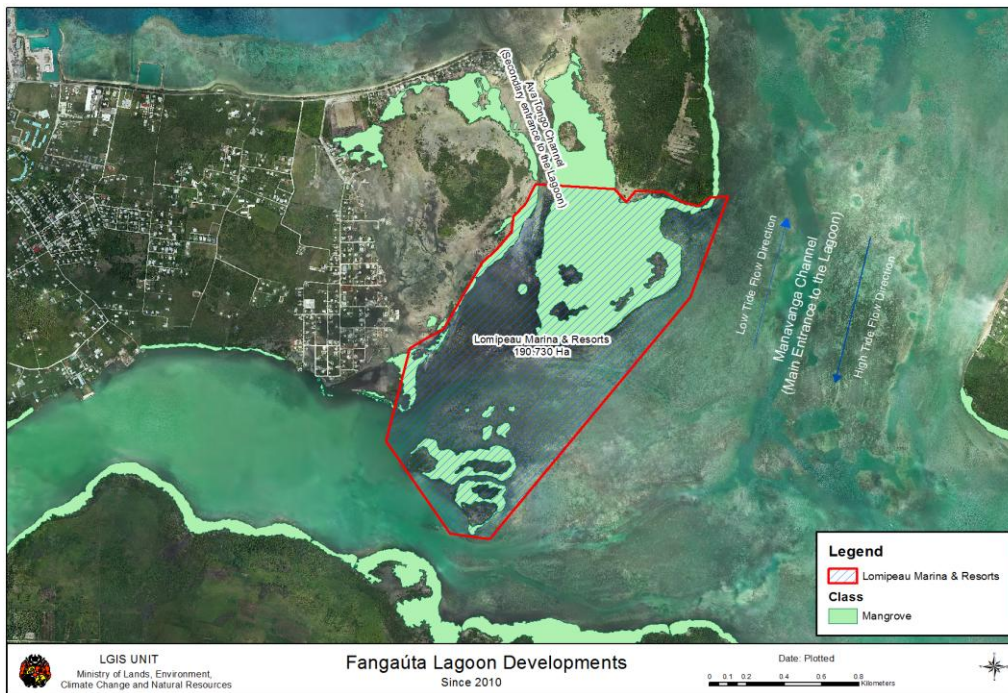 Ava Tongo Channel
(Secondary entrance to the Lagoon)
Lomipeau Marina & Resorts
190.730 Ha
Low Tide Flow Direction
Manavanga Channel
(Main Entrance to the Lagoon)
High Tide Flow Direction
Legend
Lomipeau Marina & Resorts
Class
Mangrove
LGIS UNIT
Ministry of Lands, Environment,
Climate Change and Natural Resources
Fangaúta Lagoon Developments
Since 2010
Date: Plotted
0 0.1 0.2 0.4 0.6 0.8
Kilometers